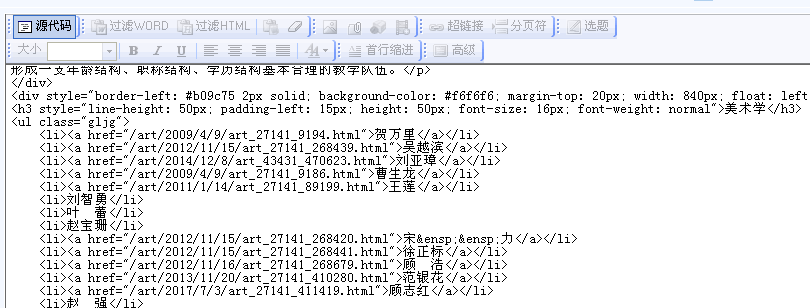 源代码 过滤WORD 过滤HTML 超链接 分页符 选题
大小 B I U 首行缩进 高级
形成一支年龄结构、职称结构、学历结构基本合理的教学队伍。</p>
</div>
<div style="border-left: #b09c75 2px solid; background-color: #f6f6f6; margin-top: 20px; width: 840px; float: left
<h3 style="line-height: 50px; padding-left: 15px; height: 50px; font-size: 16px; font-weight: normal">美术学</h3>
<ul class="gljg">
<li><a href="/art/2009/4/9/art_27141_9194.html">贺万里</a></li>
<li><a href="/art/2012/11/15/art_27141_268439.html">吴越滨</a></li>
<li><a href="/art/2014/12/8/art_43431_470623.html">刘亚璋</a></li>
<li><a href="/art/2009/4/9/art_27141_9186.html">曹生龙</a></li>
<li><a href="/art/2011/1/14/art_27141_89199.html">王莲</a></li>
<li>刘智勇</li>
<li>叶　蕾</li>
<li>赵宝珊</li>
<li><a href="/art/2012/11/15/art_27141_268420.html">宋&ensp;&ensp;力</a></li>
<li><a href="/art/2012/11/15/art_27141_268441.html">徐正标</a></li>
<li><a href="/art/2012/11/16/art_27141_268679.html">顾　浩</a></li>
<li><a href="/art/2013/11/20/art_27141_410280.html">范银花</a></li>
<li><a href="/art/2017/7/3/art_27141_411419.html">顾志红</a></li>
<li>赵　强</li>